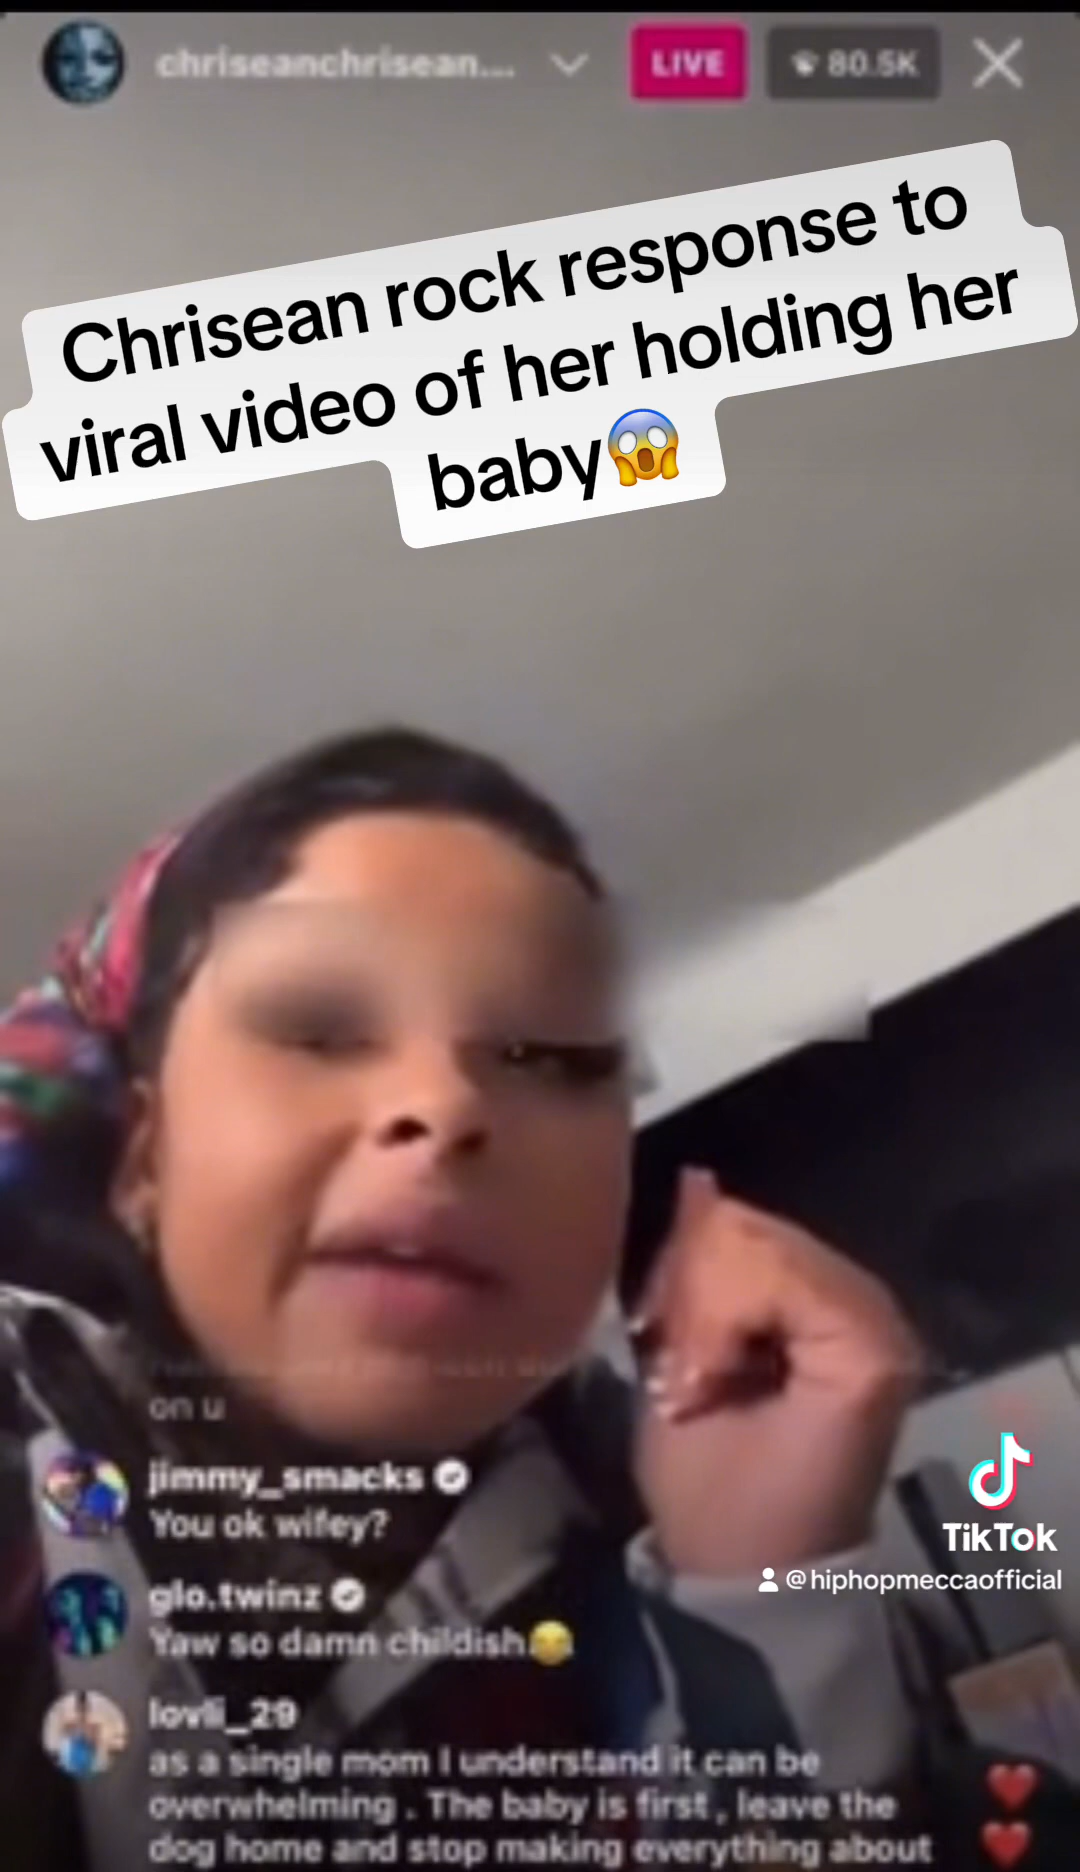 chriseanchrisean...
LIVE
80.5K
Chrisean rock response to
viral video of her holding her
baby😱
on u
jimmy_smacks
You ok wifey?
glo.twinz
Yaw so damn childish😂
lovli_29
as a single mom I understand it can be
overwhelming . The baby is first , leave the
dog home and stop making everything about
TikTok
@hiphopmeccaofficial